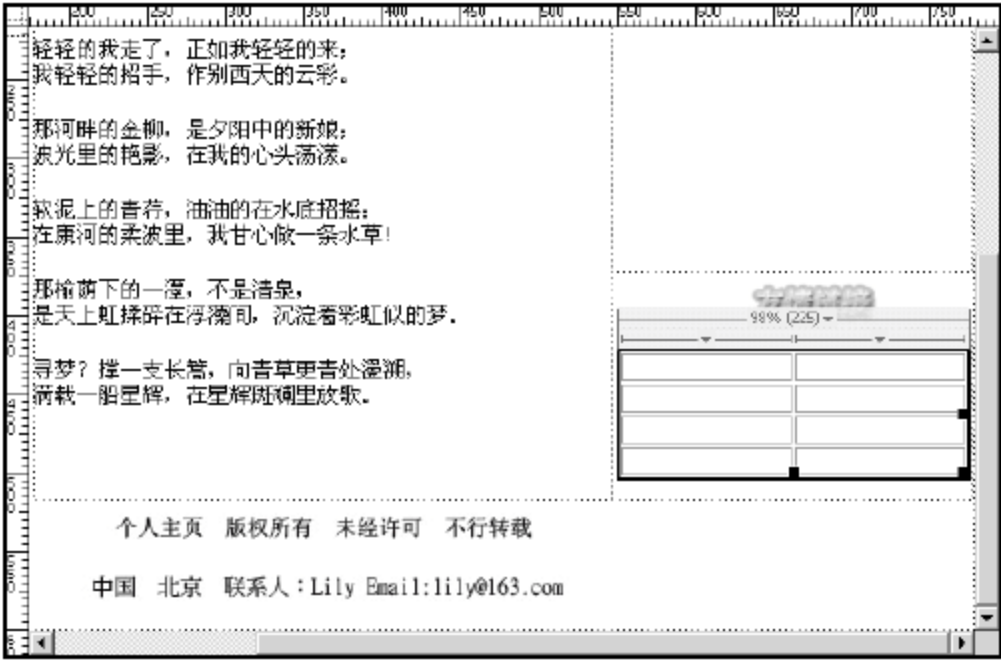 200 250 300 350 400 450 500 550 600 650 700 750
轻轻的我走了，正如我轻轻的来；
我轻轻的招手，作别西天的云彩。
那河畔的金柳，是夕阳中的新娘；
波光里的艳影，在我的心头荡漾。
软泥上的青荇，油油的在水底招摇；
在康河的柔波里，我甘心做一条水草！
那榆荫下的一潭，不是清泉，
是天上虹揉碎在浮藻间，沉淀着彩虹似的梦．
寻梦？撑一支长篙，向青草更青处漫溯，
满载一船星辉，在星辉斑斓里放歌．
友情链接
98% (225)
个人主页 版权所有 未经许可 不行转载
中国 北京 联系人：Lily Email:lily@163.com